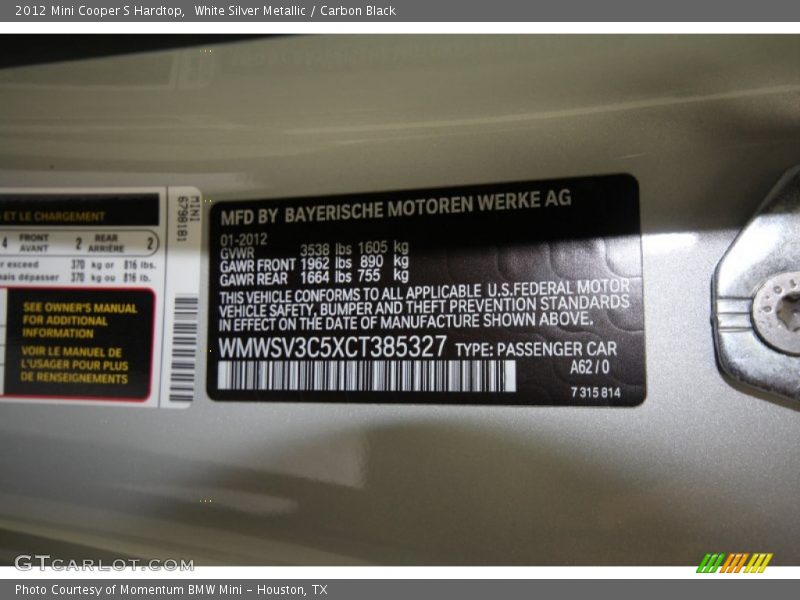 2012 Mini Cooper S Hardtop,  White Silver Metallic / Carbon Black
ET LE CHARGEMENT
4 FRONT AVANT 2 REAR ARRIÈRE 2
exceed 370 kg or 816 lbs.
mais dépasser 370 kg ou 816 lb.
SEE OWNER'S MANUAL
FOR ADDITIONAL
INFORMATION
VOIR LE MANUEL DE
L'USAGER POUR PLUS
DE RENSEIGNEMENTS
MINI
6798181
MFD BY BAYERISCHE MOTOREN WERKE AG
01-2012
GVWR 3538 lbs 1605 kg
GAWR FRONT 1962 lbs 890 kg
GAWR REAR 1664 lbs 755 kg
THIS VEHICLE CONFORMS TO ALL APPLICABLE U.S.FEDERAL MOTOR
VEHICLE SAFETY, BUMPER AND THEFT PREVENTION STANDARDS
IN EFFECT ON THE DATE OF MANUFACTURE SHOWN ABOVE.
WMWSV3C5XCT385327 TYPE: PASSENGER CAR
A62/0
7 315 814
GTCARLOT.COM
Photo Courtesy of Momentum BMW Mini - Houston, TX